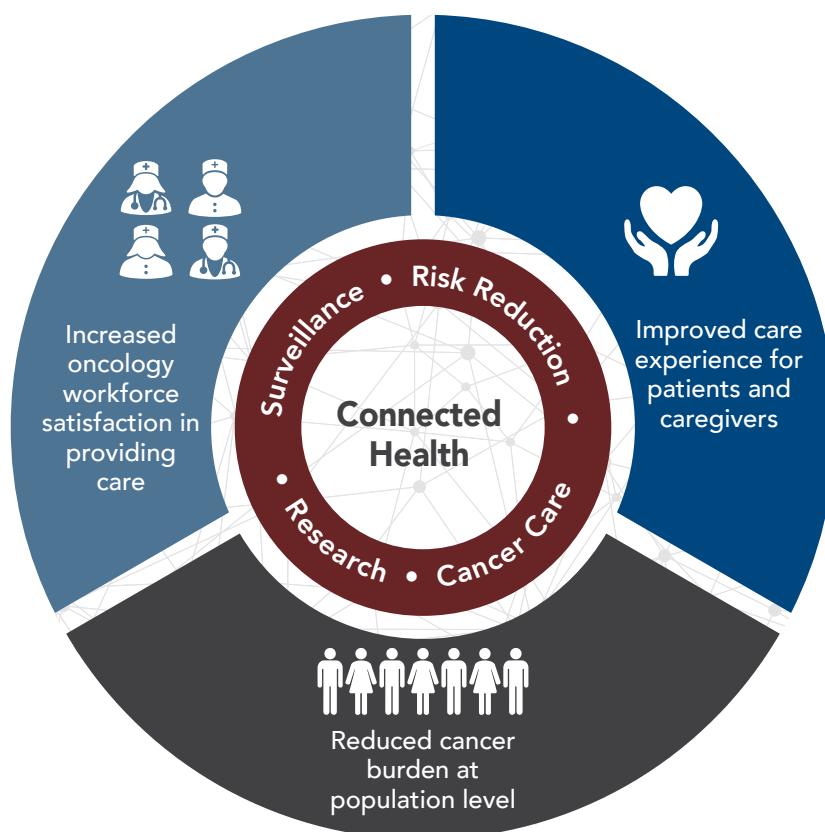 Increased
oncology
workforce
satisfaction in
providing
care
Improved care
experience for
patients and
caregivers
Surveillance • Risk Reduction •
Cancer Care • Research •
Connected
Health
Reduced cancer
burden at
population level